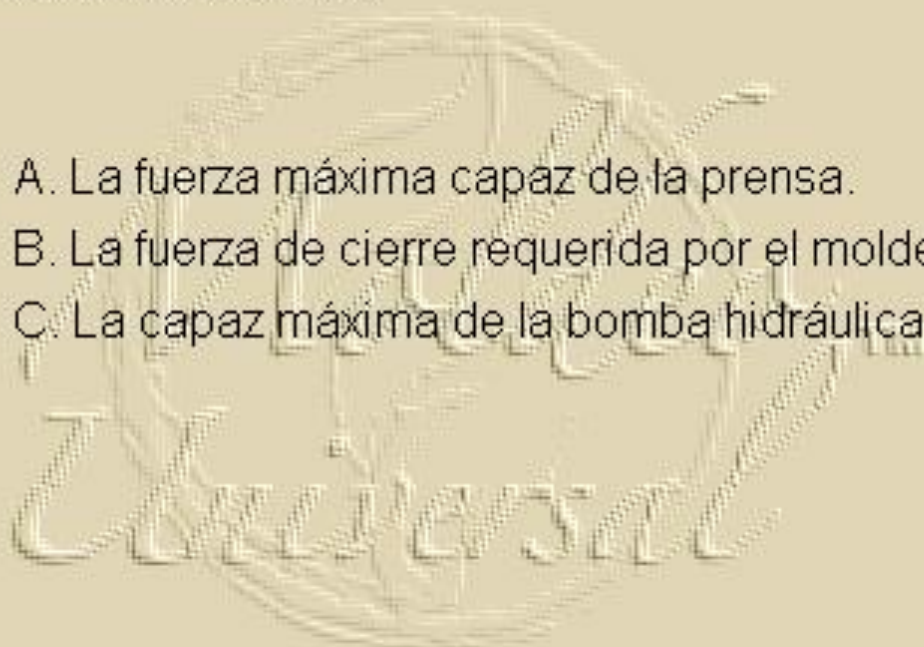 A. La fuerza máxima capaz de la prensa.
B. La fuerza de cierre requerida por el molde
C. La capaz máxima de la bomba hidráulica
Universal